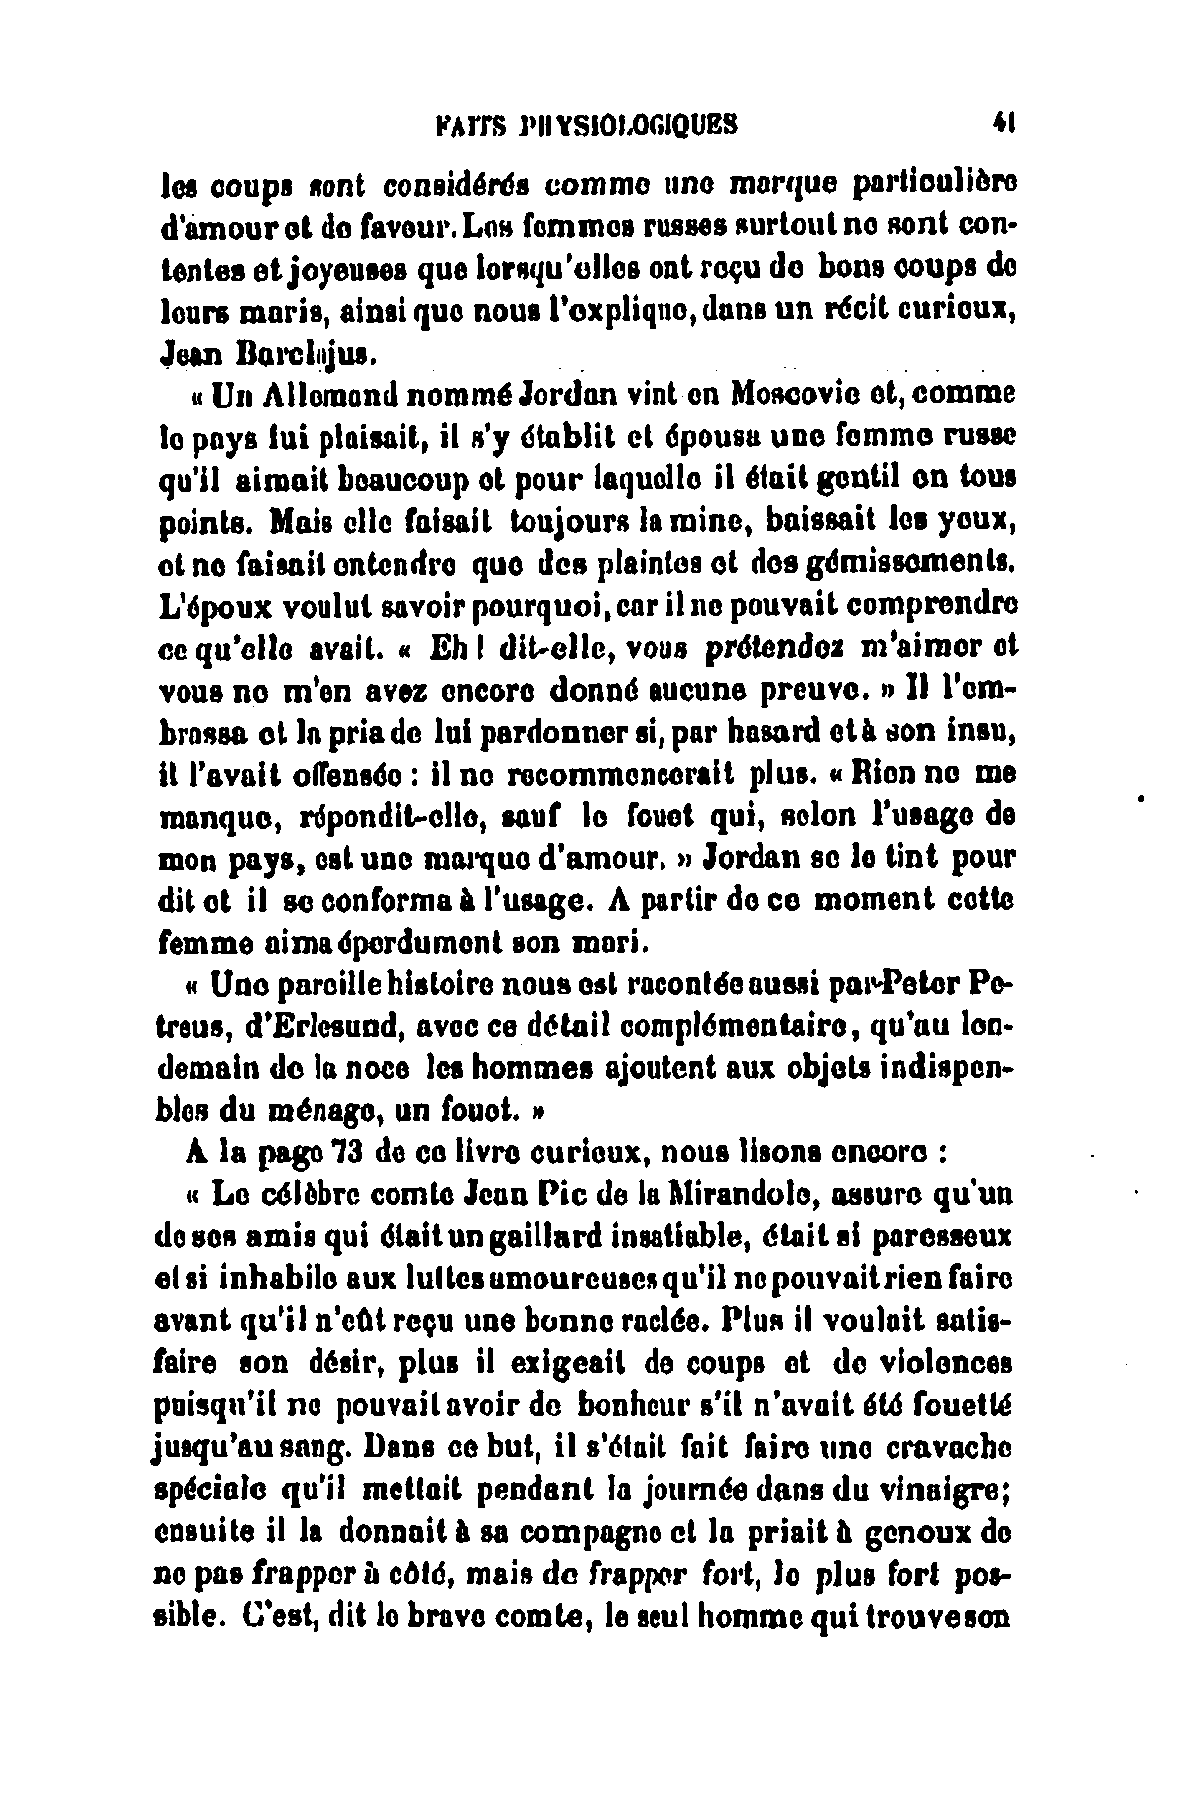 FAITS PHYSIOLOGIQUES 41
les coups sont considérés comme une marque particulière
d'amour et de faveur. Les femmes russes surtout ne sont con-
tentes et joyeuses que lorsqu'elles ont reçu de bons coups de
leurs maris, ainsi que nous l'explique, dans un récit curieux,
Jean Barclajus.
« Un Allemand nommé Jordan vint en Moscovie et, comme
le pays lui plaisait, il s'y établit et épousa une femme russe
qu'il aimait beaucoup et pour laquelle il était gentil en tous
points. Mais elle faisait toujours la mine, baissait les yeux,
et ne faisait entendre que des plaintes et des gémissements.
L'époux voulut savoir pourquoi, car il ne pouvait comprendre
ce qu'elle avait. « Eh ! dit-elle, vous prétendez m'aimer et
vous ne m'en avez encore donné aucune preuve. » Il l'em-
brassa et la pria de lui pardonner si, par hasard et à son insu,
il l'avait offensée : il ne recommencerait plus. « Rien ne me
manque, répondit-elle, sauf le fouet qui, selon l'usage de
mon pays, est une marque d'amour. » Jordan se le tint pour
dit et il se conforma à l'usage. A partir de ce moment cette
femme aima éperdument son mari.
« Une pareille histoire nous est racontée aussi par Peter Pe-
treus, d'Erlesund, avec ce détail complémentaire, qu'au len-
demain de la noce les hommes ajoutent aux objets indispen-
bles du ménage, un fouet. »
A la page 73 de ce livre curieux, nous lisons encore :
« Le célèbre comte Jean Pic de la Mirandole, assure qu'un
de ses amis qui était un gaillard insatiable, était si paresseux
et si inhabile aux luttes amoureuses qu'il ne pouvait rien faire
avant qu'il n'eût reçu une bonne raclée. Plus il voulait satis-
faire son désir, plus il exigeait de coups et de violences
puisqu'il ne pouvait avoir de bonheur s'il n'avait été fouetté
jusqu'au sang. Dans ce but, il s'était fait faire une cravache
spéciale qu'il mettait pendant la journée dans du vinaigre;
ensuite il la donnait à sa compagne et la priait à genoux de
ne pas frapper à côté, mais de frapper fort, le plus fort pos-
sible. C'est, dit le brave comte, le seul homme qui trouve son